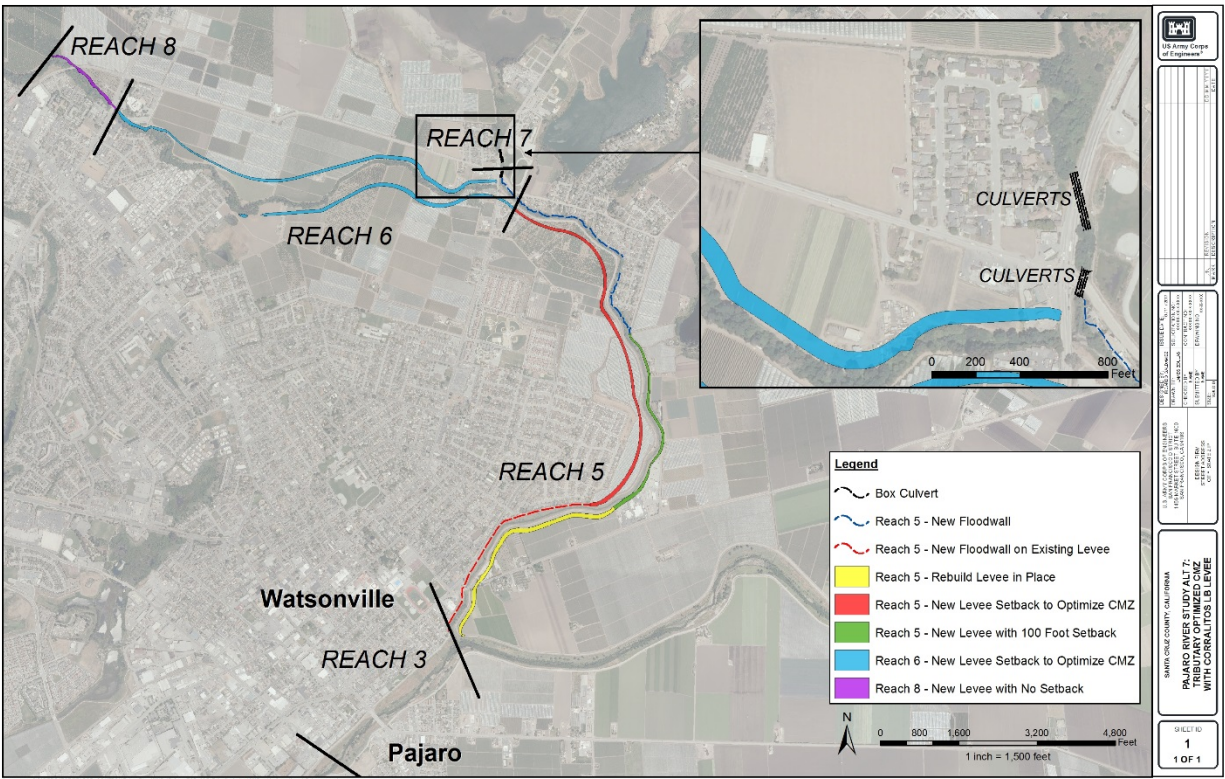 REACH 8
REACH 7
REACH 6
REACH 5
Watsonville
REACH 3
Pajaro
CULVERTS
CULVERTS
0 200 400 800
Feet
Legend
Box Culvert
Reach 5 - New Floodwall
Reach 5 - New Floodwall on Existing Levee
Reach 5 - Rebuild Levee in Place
Reach 5 - New Levee Setback to Optimize CMZ
Reach 5 - New Levee with 100 Foot Setback
Reach 6 - New Levee Setback to Optimize CMZ
Reach 8 - New Levee with No Setback
N
0 800 1,600 3,200 4,800
Feet
1 inch = 1,500 feet
US Army Corps
of Engineers®
SANTA CRUZ COUNTY, CALIFORNIA
PAJARO RIVER STUDY ALT 7:
TRIBUTARY OPTIMIZED CMZ
WITH CORRALITOS LB LEVEE
SHEET ID
1
1 OF 1